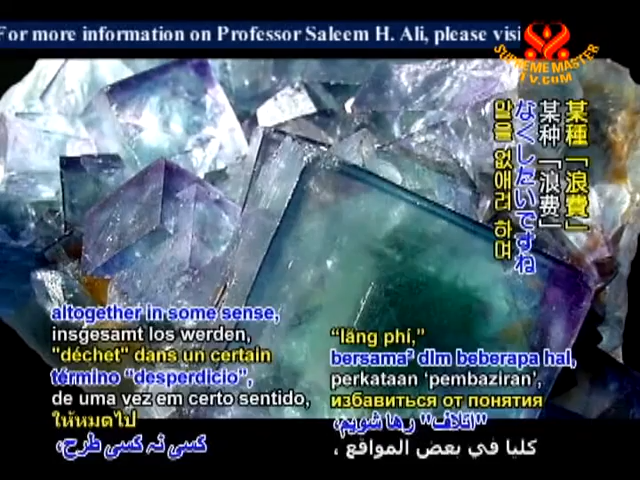 For more information on Professor Saleem H. Ali, please visi
SUPREME MASTER
TV.COM
某種「浪費」
某种「浪费」
なくしたいですね
말을 없애려 하며
altogether in some sense,
insgesamt los werden,
"déchet" dans un certain
término "desperdicio",
de uma vez em certo sentido,
ให้หมดไป
کسی نہ کسی طرح،
“lãng phí,”
bersama² dlm beberapa hal,
perkataan ‘pembaziran’,
избавиться от понятия
"اتلاف" رها شویم،
كليا في بعض المواقع ،